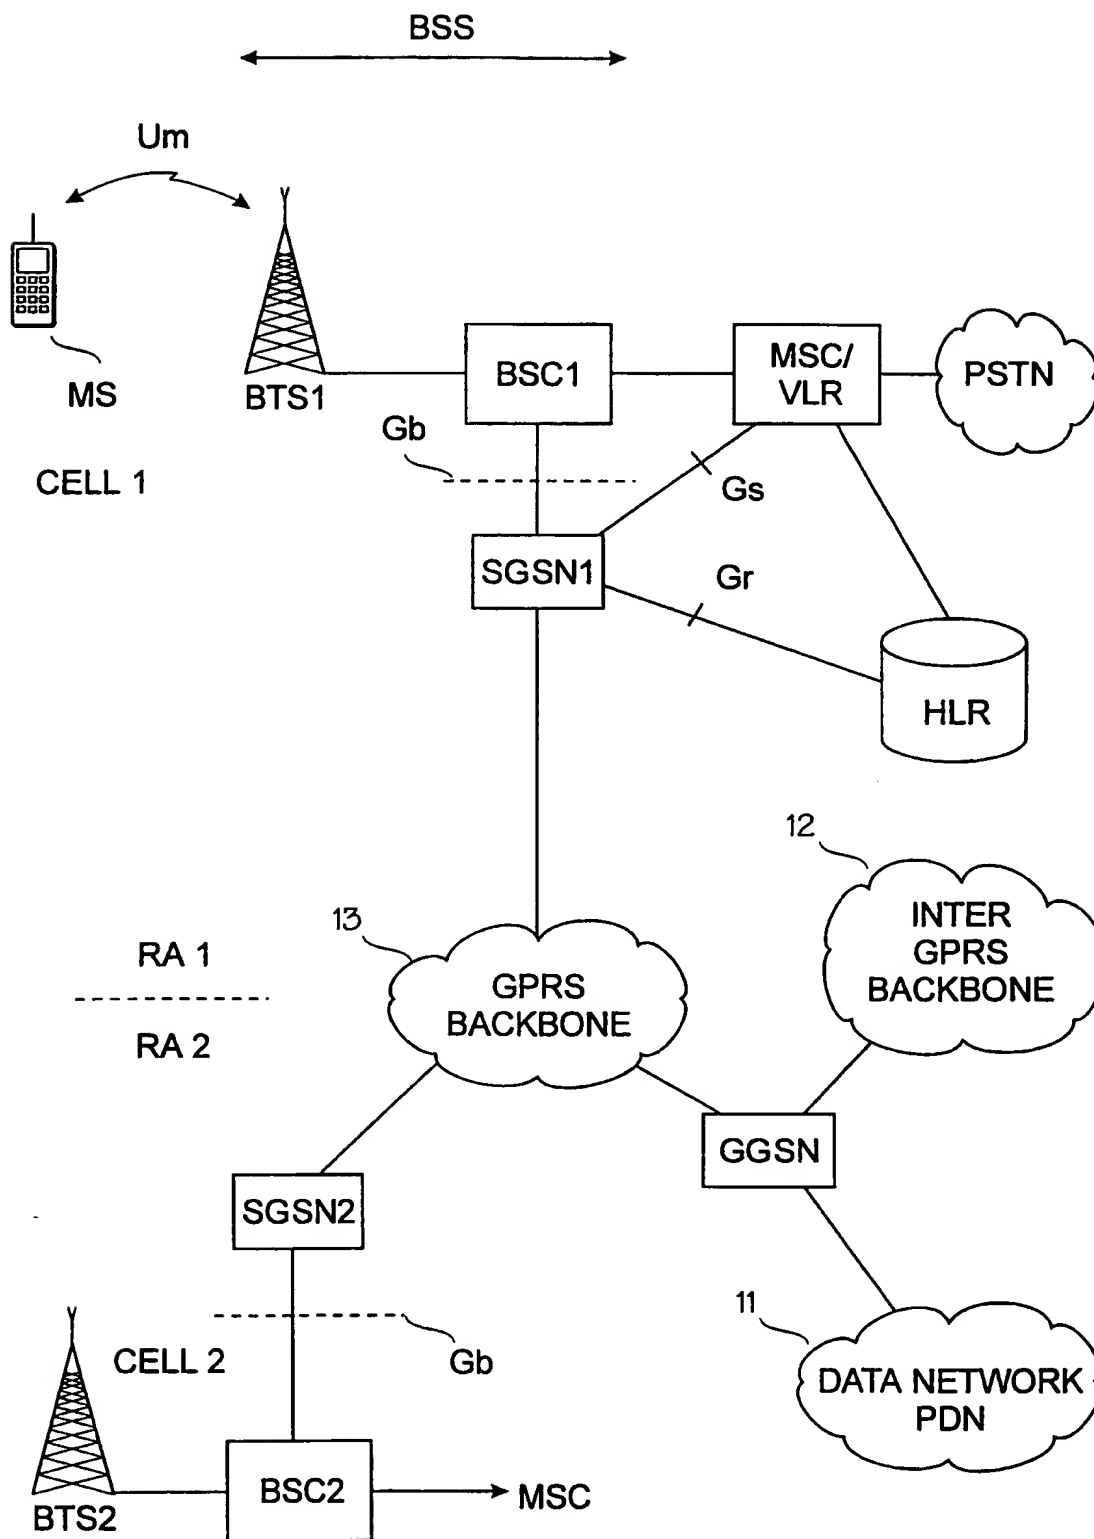 BSS
Um
MS
BTS1
BSC1
MSC/
VLR
PSTN
Gb
CELL 1
Gs
SGSN1
Gr
HLR
12
INTER
GPRS
BACKBONE
13
GPRS
BACKBONE
RA 1
RA 2
GGSN
SGSN2
11
Gb
CELL 2
DATA NETWORK
PDN
BSC2
MSC
BTS2